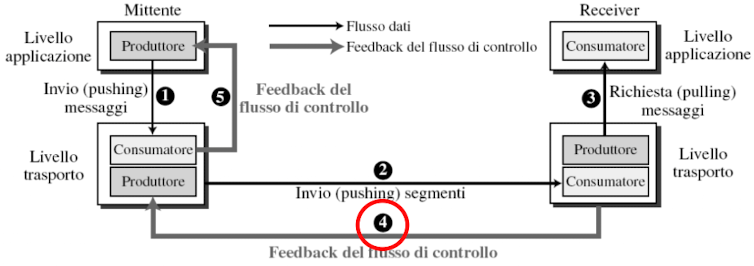 Mittente
Receiver
Flusso dati
Feedback del flusso di controllo
Livello
applicazione
Produttore
Consumatore
Livello
applicazione
Invio (pushing)
messaggi
1
5
Feedback del
flusso di controllo
3
Richiesta (pulling)
messaggi
Livello
trasporto
Consumatore
Produttore
2
Invio (pushing) segmenti
Produttore
Consumatore
Livello
trasporto
4
Feedback del flusso di controllo